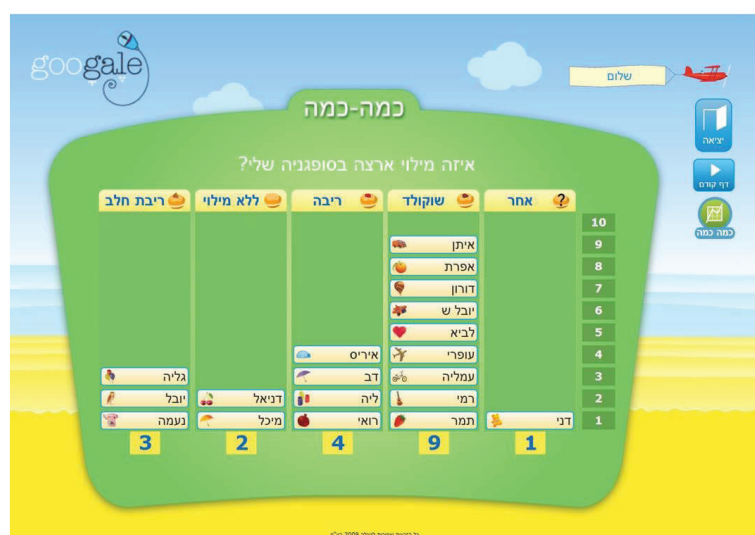 googale
שלום
יציאה
דף קודם
כמה כמה
כמה-כמה
איזה מילוי ארצה בסופגניה שלי?
אחר שוקולד ריבה ללא מילוי ריבת חלב
10
9 איתן
8 אפרת
7 דורון
6 יובל ש
5 לביא
4 עופרי איריס
3 עמליה דב גליה
2 רמי ליה דניאל יובל
1 דני תמר רואי מיכל נעמה
1 9 4 2 3